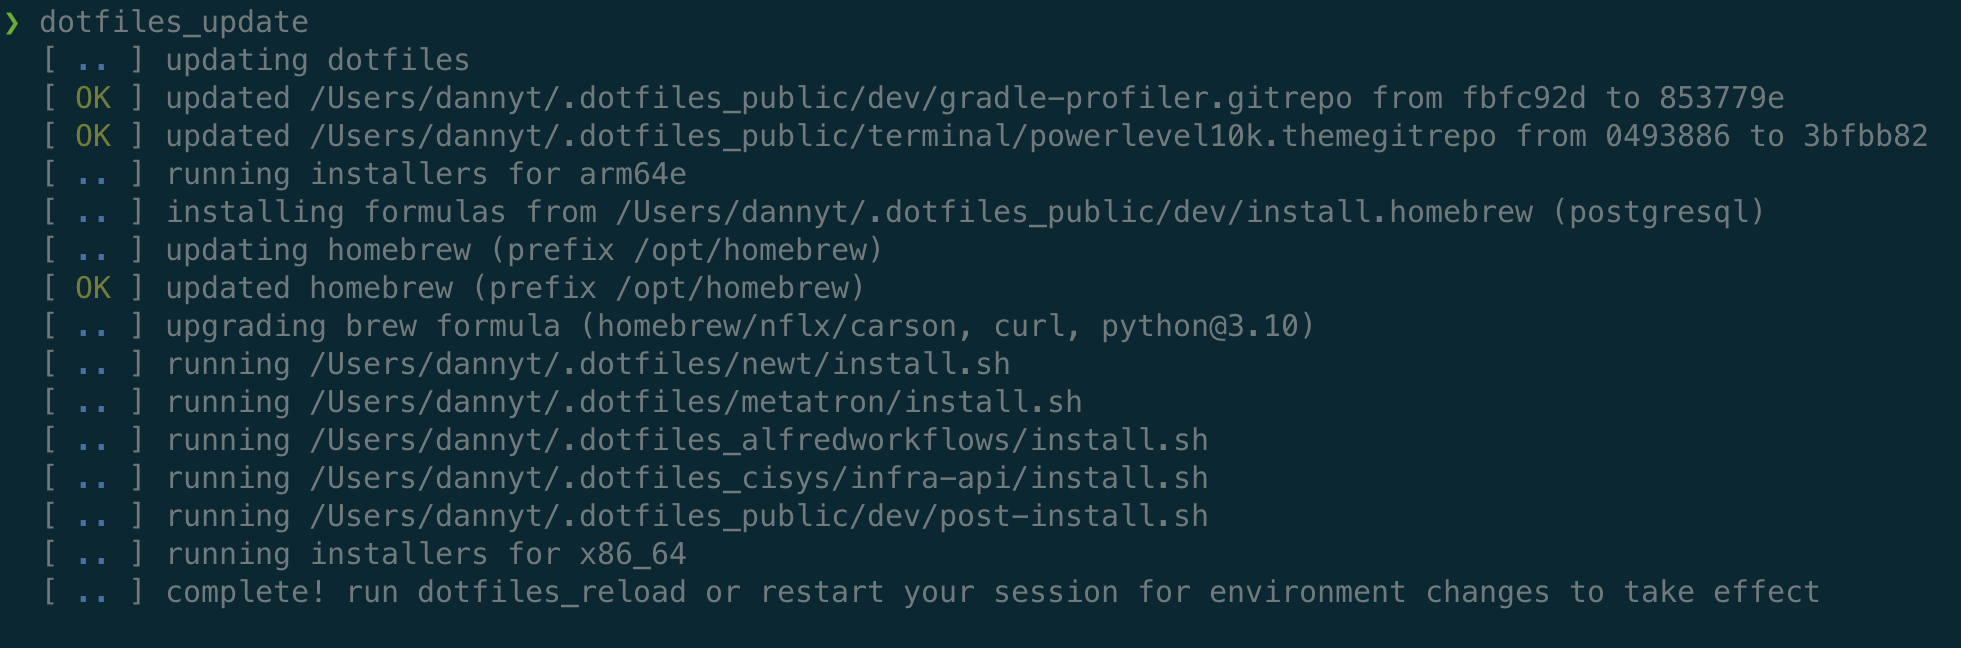 ❯ dotfiles_update
[ .. ] updating dotfiles
[ OK ] updated /Users/dannyt/.dotfiles_public/dev/gradle-profiler.gitrepo from fbfc92d to 853779e
[ OK ] updated /Users/dannyt/.dotfiles_public/terminal/powerlevel10k.themegitrepo from 0493886 to 3bfbb82
[ .. ] running installers for arm64e
[ .. ] installing formulas from /Users/dannyt/.dotfiles_public/dev/install.homebrew (postgresql)
[ .. ] updating homebrew (prefix /opt/homebrew)
[ OK ] updated homebrew (prefix /opt/homebrew)
[ .. ] upgrading brew formula (homebrew/nflx/carson, curl, python@3.10)
[ .. ] running /Users/dannyt/.dotfiles/newt/install.sh
[ .. ] running /Users/dannyt/.dotfiles/metatron/install.sh
[ .. ] running /Users/dannyt/.dotfiles_alfredworkflows/install.sh
[ .. ] running /Users/dannyt/.dotfiles_cisys/infra-api/install.sh
[ .. ] running /Users/dannyt/.dotfiles_public/dev/post-install.sh
[ .. ] running installers for x86_64
[ .. ] complete! run dotfiles_reload or restart your session for environment changes to take effect